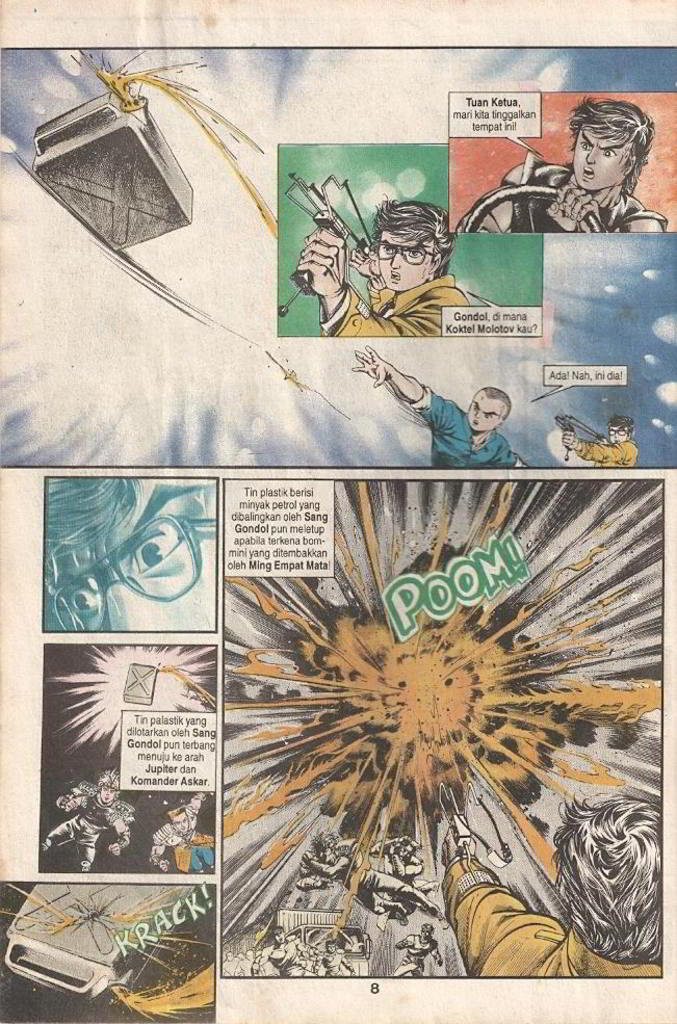 Tuan Ketua,
mari kita tinggalkan
tempat ini!
Gondol, di mana
Koktel Molotov kau?
Ada! Nah, ini dia!
Tin palastik yang
dilotarkan oleh Sang
Gondol pun terbang
menuju ke arah
Jupiter dan
Komander Askar.
KRACK!
Tin plastik berisi
minyak petrol yang
dibalingkan oleh Sang
Gondol pun meletup
apabila terkena bom-
mini yang ditembakkan
oleh Ming Empat Mata!
POOM!
8